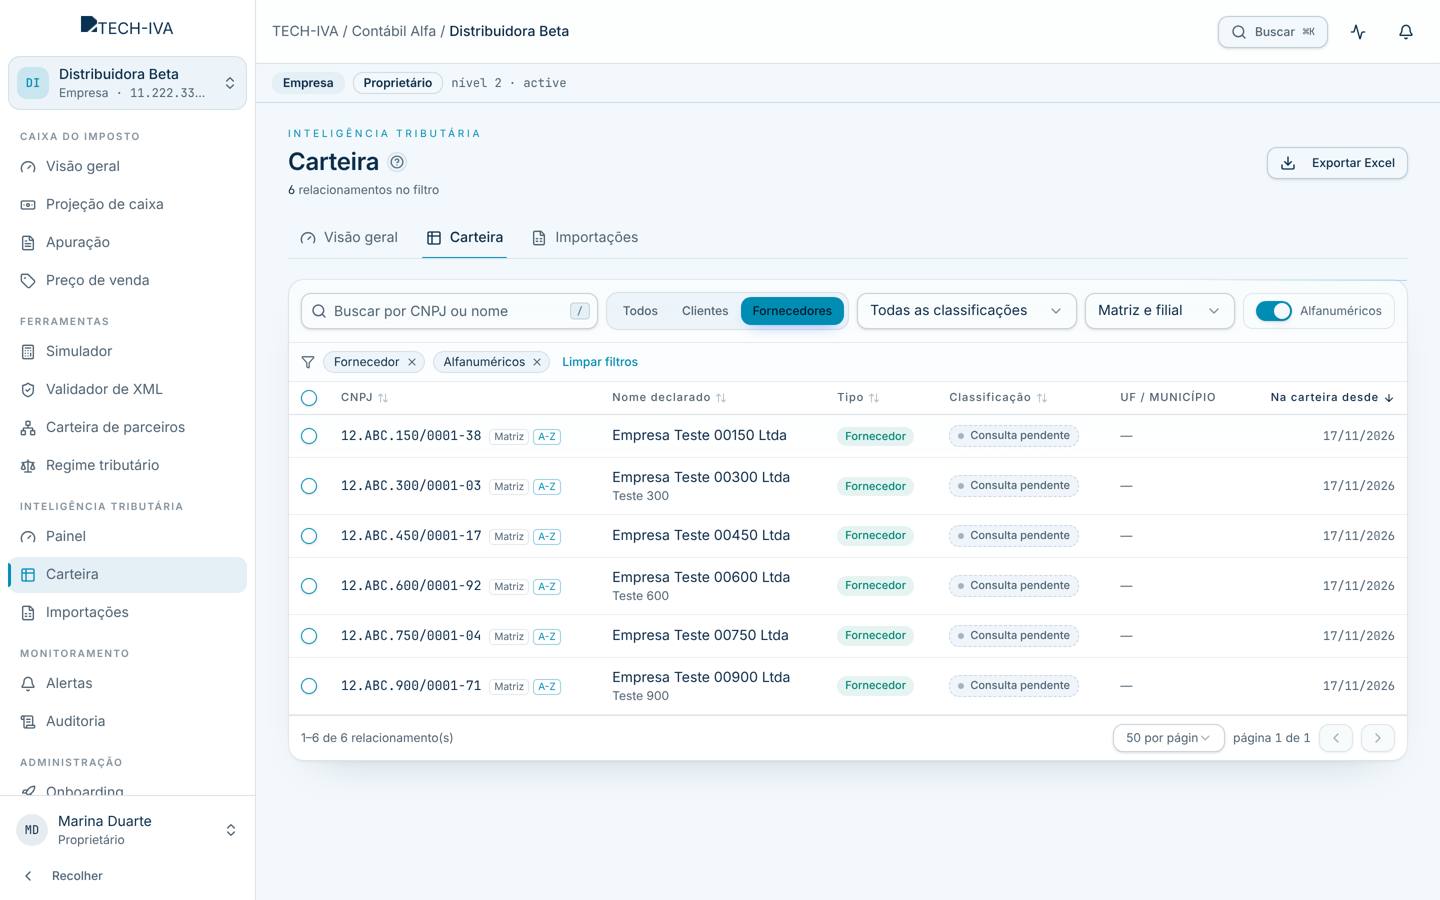 TECH-IVA
DI
Distribuidora Beta
Empresa · 11.222.33...
CAIXA DO IMPOSTO
Visão geral
Projeção de caixa
Apuração
Preço de venda
FERRAMENTAS
Simulador
Validador de XML
Carteira de parceiros
Regime tributário
INTELIGÊNCIA TRIBUTÁRIA
Painel
Carteira
Importações
MONITORAMENTO
Alertas
Auditoria
ADMINISTRAÇÃO
Onboarding
MD
Marina Duarte
Proprietário
Recolher
TECH-IVA / Contábil Alfa / Distribuidora Beta
Buscar ⌘K
Empresa Proprietário nível 2 · active
INTELIGÊNCIA TRIBUTÁRIA
Carteira ?
6 relacionamentos no filtro
Exportar Excel
Visão geral Carteira Importações
Buscar por CNPJ ou nome / Todos Clientes Fornecedores Todas as classificações Matriz e filial Alfanuméricos
Fornecedor Alfanuméricos Limpar filtros
CNPJ Nome declarado Tipo Classificação UF / MUNICÍPIO Na carteira desde
12.ABC.150/0001-38 Matriz A-Z Empresa Teste 00150 Ltda Fornecedor Consulta pendente — 17/11/2026
12.ABC.300/0001-03 Matriz A-Z Empresa Teste 00300 Ltda Fornecedor Consulta pendente — 17/11/2026
Teste 300
12.ABC.450/0001-17 Matriz A-Z Empresa Teste 00450 Ltda Fornecedor Consulta pendente — 17/11/2026
12.ABC.600/0001-92 Matriz A-Z Empresa Teste 00600 Ltda Fornecedor Consulta pendente — 17/11/2026
Teste 600
12.ABC.750/0001-04 Matriz A-Z Empresa Teste 00750 Ltda Fornecedor Consulta pendente — 17/11/2026
12.ABC.900/0001-71 Matriz A-Z Empresa Teste 00900 Ltda Fornecedor Consulta pendente — 17/11/2026
Teste 900
1–6 de 6 relacionamento(s)
50 por págin página 1 de 1